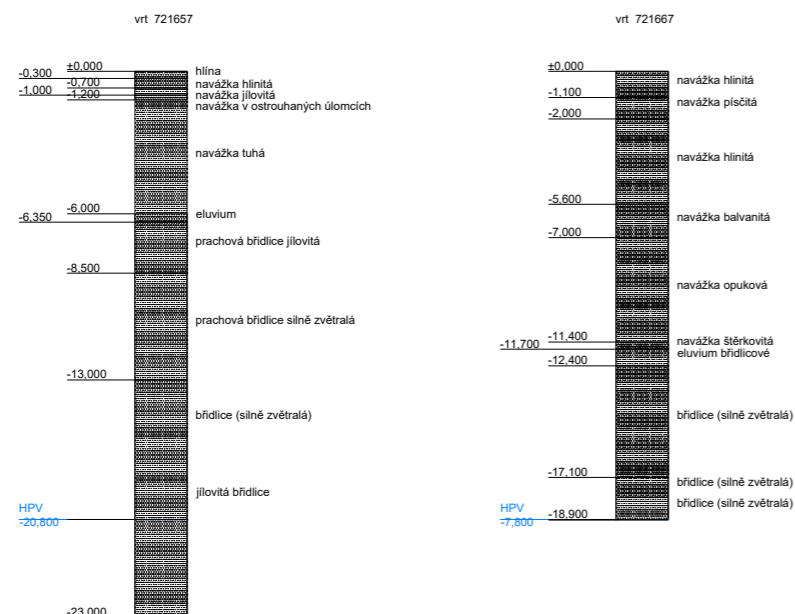 vrt 721657
±0,000
-0,300
hlína
-0,700
navážka hlinitá
-1,000
navážka jílovitá
-1,200
navážka v ostrouhaných úlomcích
navážka tuhá
-6,000
eluvium
-6,350
prachová břidlice jílovitá
-8,500
prachová břidlice silně zvětralá
-13,000
břidlice (silně zvětralá)
jílovitá břidlice
HPV
-20,800
-23,000
vrt 721667
±0,000
navážka hlinitá
-1,100
navážka písčitá
-2,000
navážka hlinitá
-5,600
navážka balvanitá
-7,000
navážka opuková
-11,400
navážka štěrkovitá
-11,700
eluvium břidlicové
-12,400
břidlice (silně zvětralá)
-17,100
břidlice (silně zvětralá)
břidlice (silně zvětralá)
HPV
-7,800
-18,900